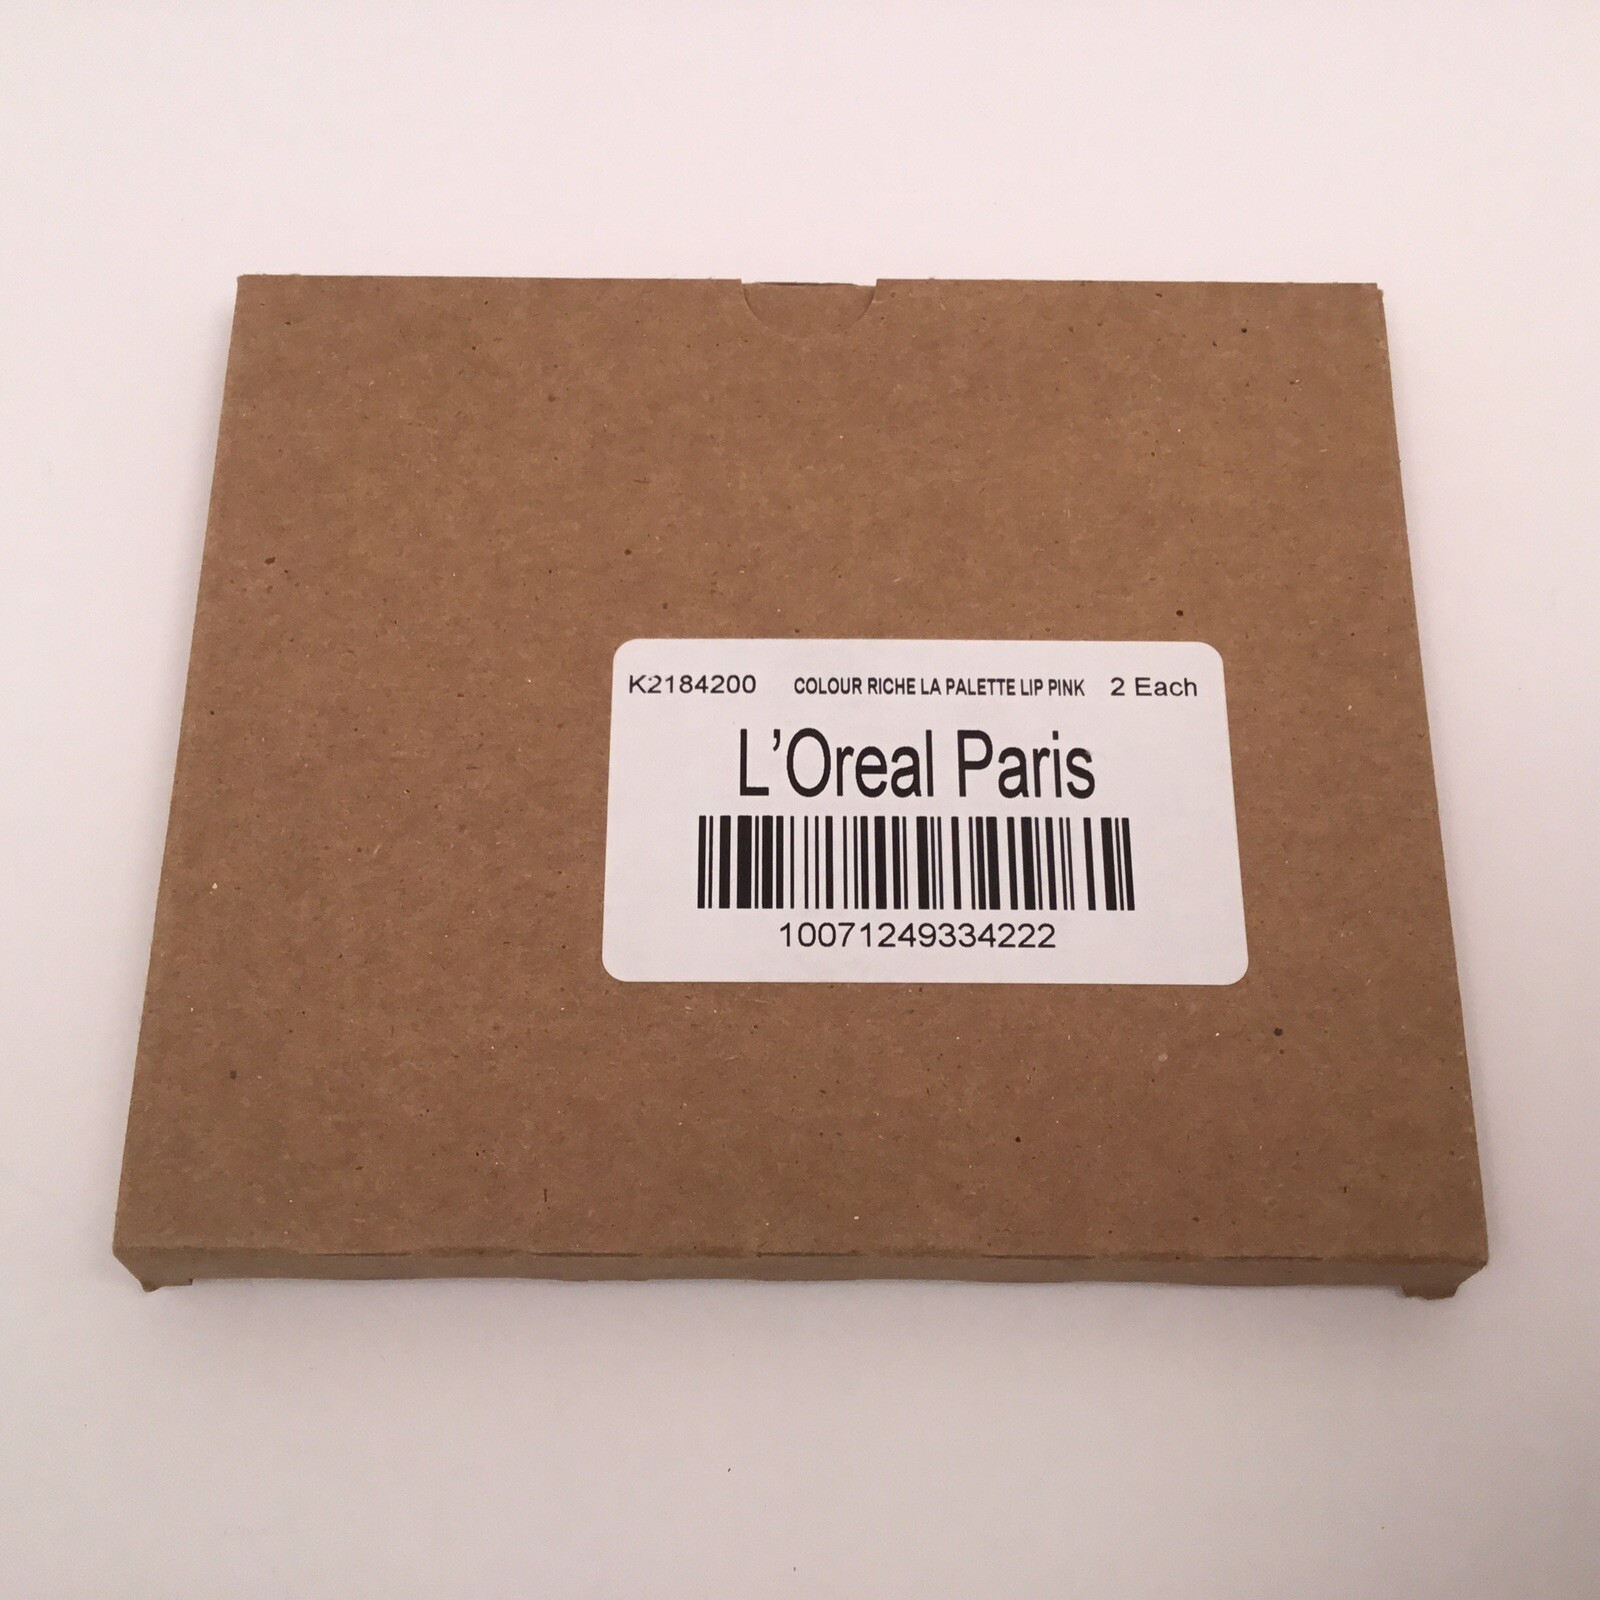 K2184200 COLOUR RICHE LA PALETTE LIP PINK 2 Each
L'Oreal Paris
10071249334222